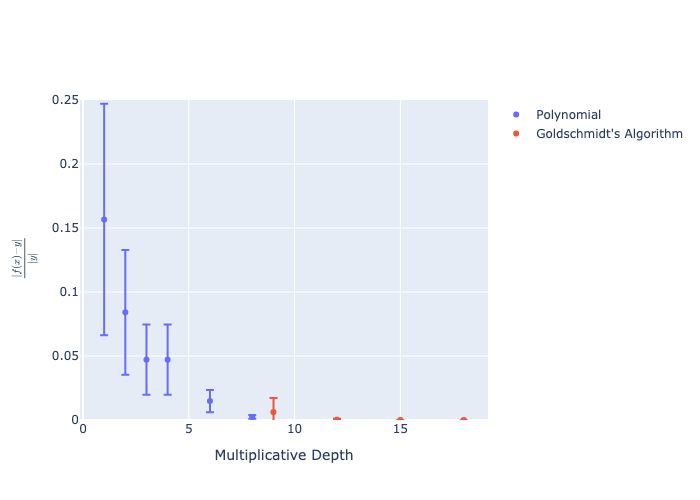 0.25
0.2
0.15
0.1
0.05
0
0
5
10
15
Multiplicative Depth
|f(x)−y|
|y|
Polynomial
Goldschmidt's Algorithm